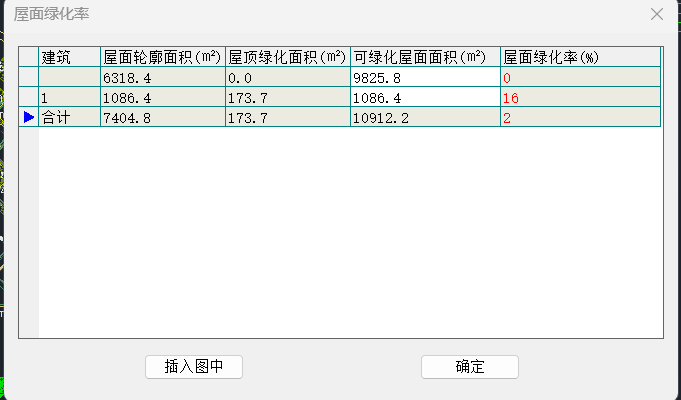 屋面绿化率
建筑 屋面轮廓面积(m²) 屋顶绿化面积(m²) 可绿化屋面面积(m²) 屋面绿化率(%)
6318.4 0.0 9825.8 0
1 1086.4 173.7 1086.4 16
合计 7404.8 173.7 10912.2 2
插入图中 确定